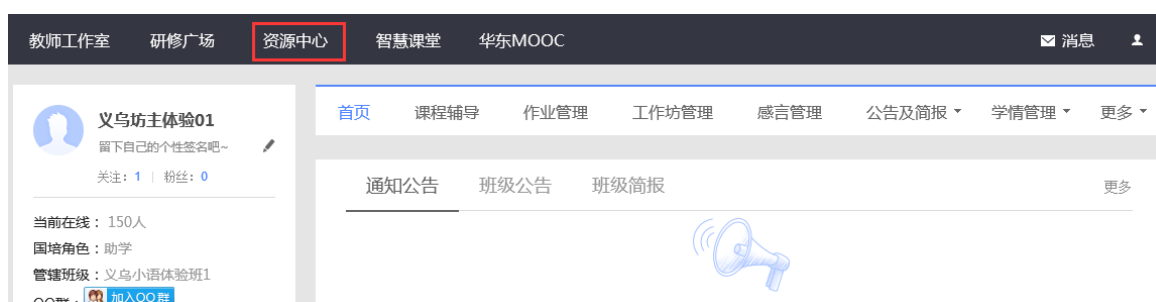 教师工作室 研修广场 资源中心 智慧课堂 华东MOOC 消息
首页 课程辅导 作业管理 工作坊管理 感言管理 公告及简报 学情管理 更多
义乌坊主体验01
留下自己的个性签名吧~
关注：1 | 粉丝：0
通知公告 班级公告 班级简报 更多
当前在线：150人
国培角色：助学
管辖班级：义乌小语体验班1
QQ群：加入QQ群